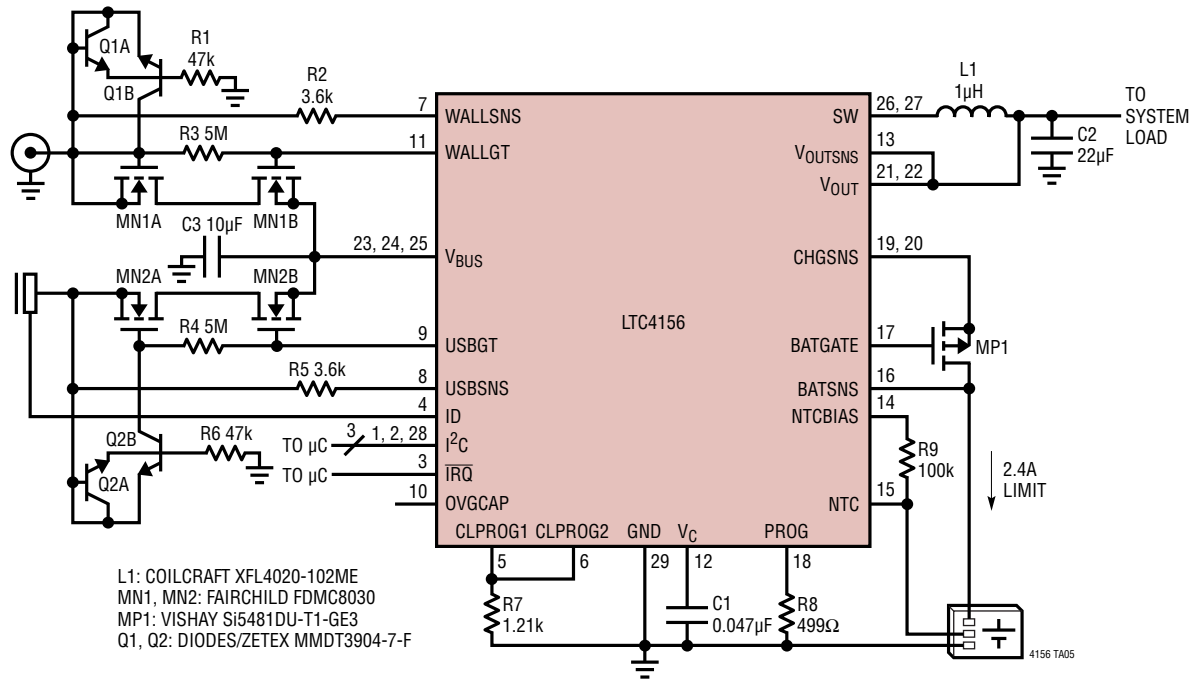 Q1A
Q1B
R1
47k
R2
3.6k
R3 5M
MN1A
MN1B
C3 10µF
MN2A
MN2B
R4 5M
R5 3.6k
Q2B
Q2A
R6 47k
TO µC
3
TO µC
7
11
23, 24, 25
9
8
4
1, 2, 28
3
10
WALLSNS
WALLGT
VBUS
USBGT
USBSNS
ID
I²C
IRQ
OVGCAP
LTC4156
SW
VOUTSNS
VOUT
CHGSNS
BATGATE
BATSNS
NTCBIAS
NTC
CLPROG1
CLPROG2
GND
VC
PROG
26, 27
13
21, 22
19, 20
17
16
14
15
L1
1µH
TO
SYSTEM
LOAD
C2
22µF
MP1
R9
100k
2.4A
LIMIT
5
6
29
12
18
R7
1.21k
C1
0.047µF
R8
499Ω
L1: COILCRAFT XFL4020-102ME
MN1, MN2: FAIRCHILD FDMC8030
MP1: VISHAY Si5481DU-T1-GE3
Q1, Q2: DIODES/ZETEX MMDT3904-7-F
4156 TA05